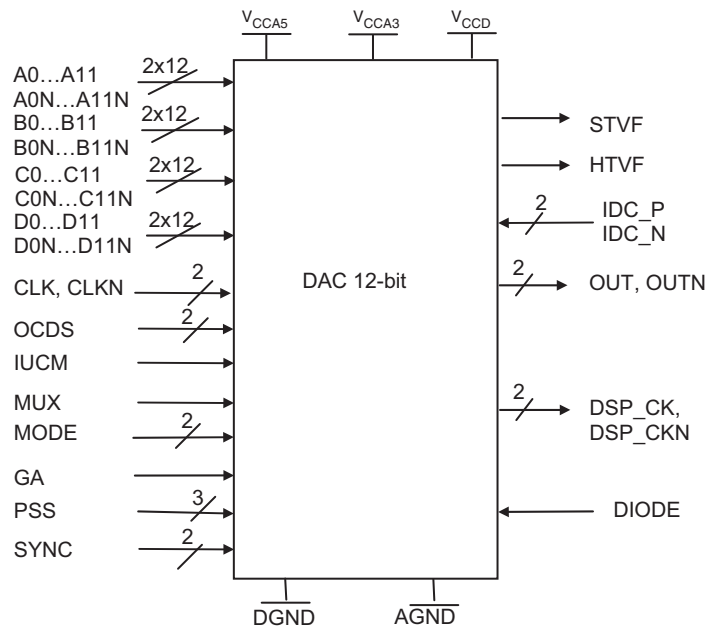 VCCA5
VCCA3
VCCD
A0...A11
2x12
A0N...A11N
B0...B11
2x12
B0N...B11N
C0...C11
2x12
C0N...C11N
D0...D11
2x12
D0N...D11N
CLK, CLKN
2
OCDS
2
IUCM
MUX
MODE
2
GA
PSS
3
SYNC
2
DAC 12-bit
STVF
HTVF
2
IDC_P
IDC_N
2
OUT, OUTN
2
DSP_CK,
DSP_CKN
DIODE
DGND
AGND